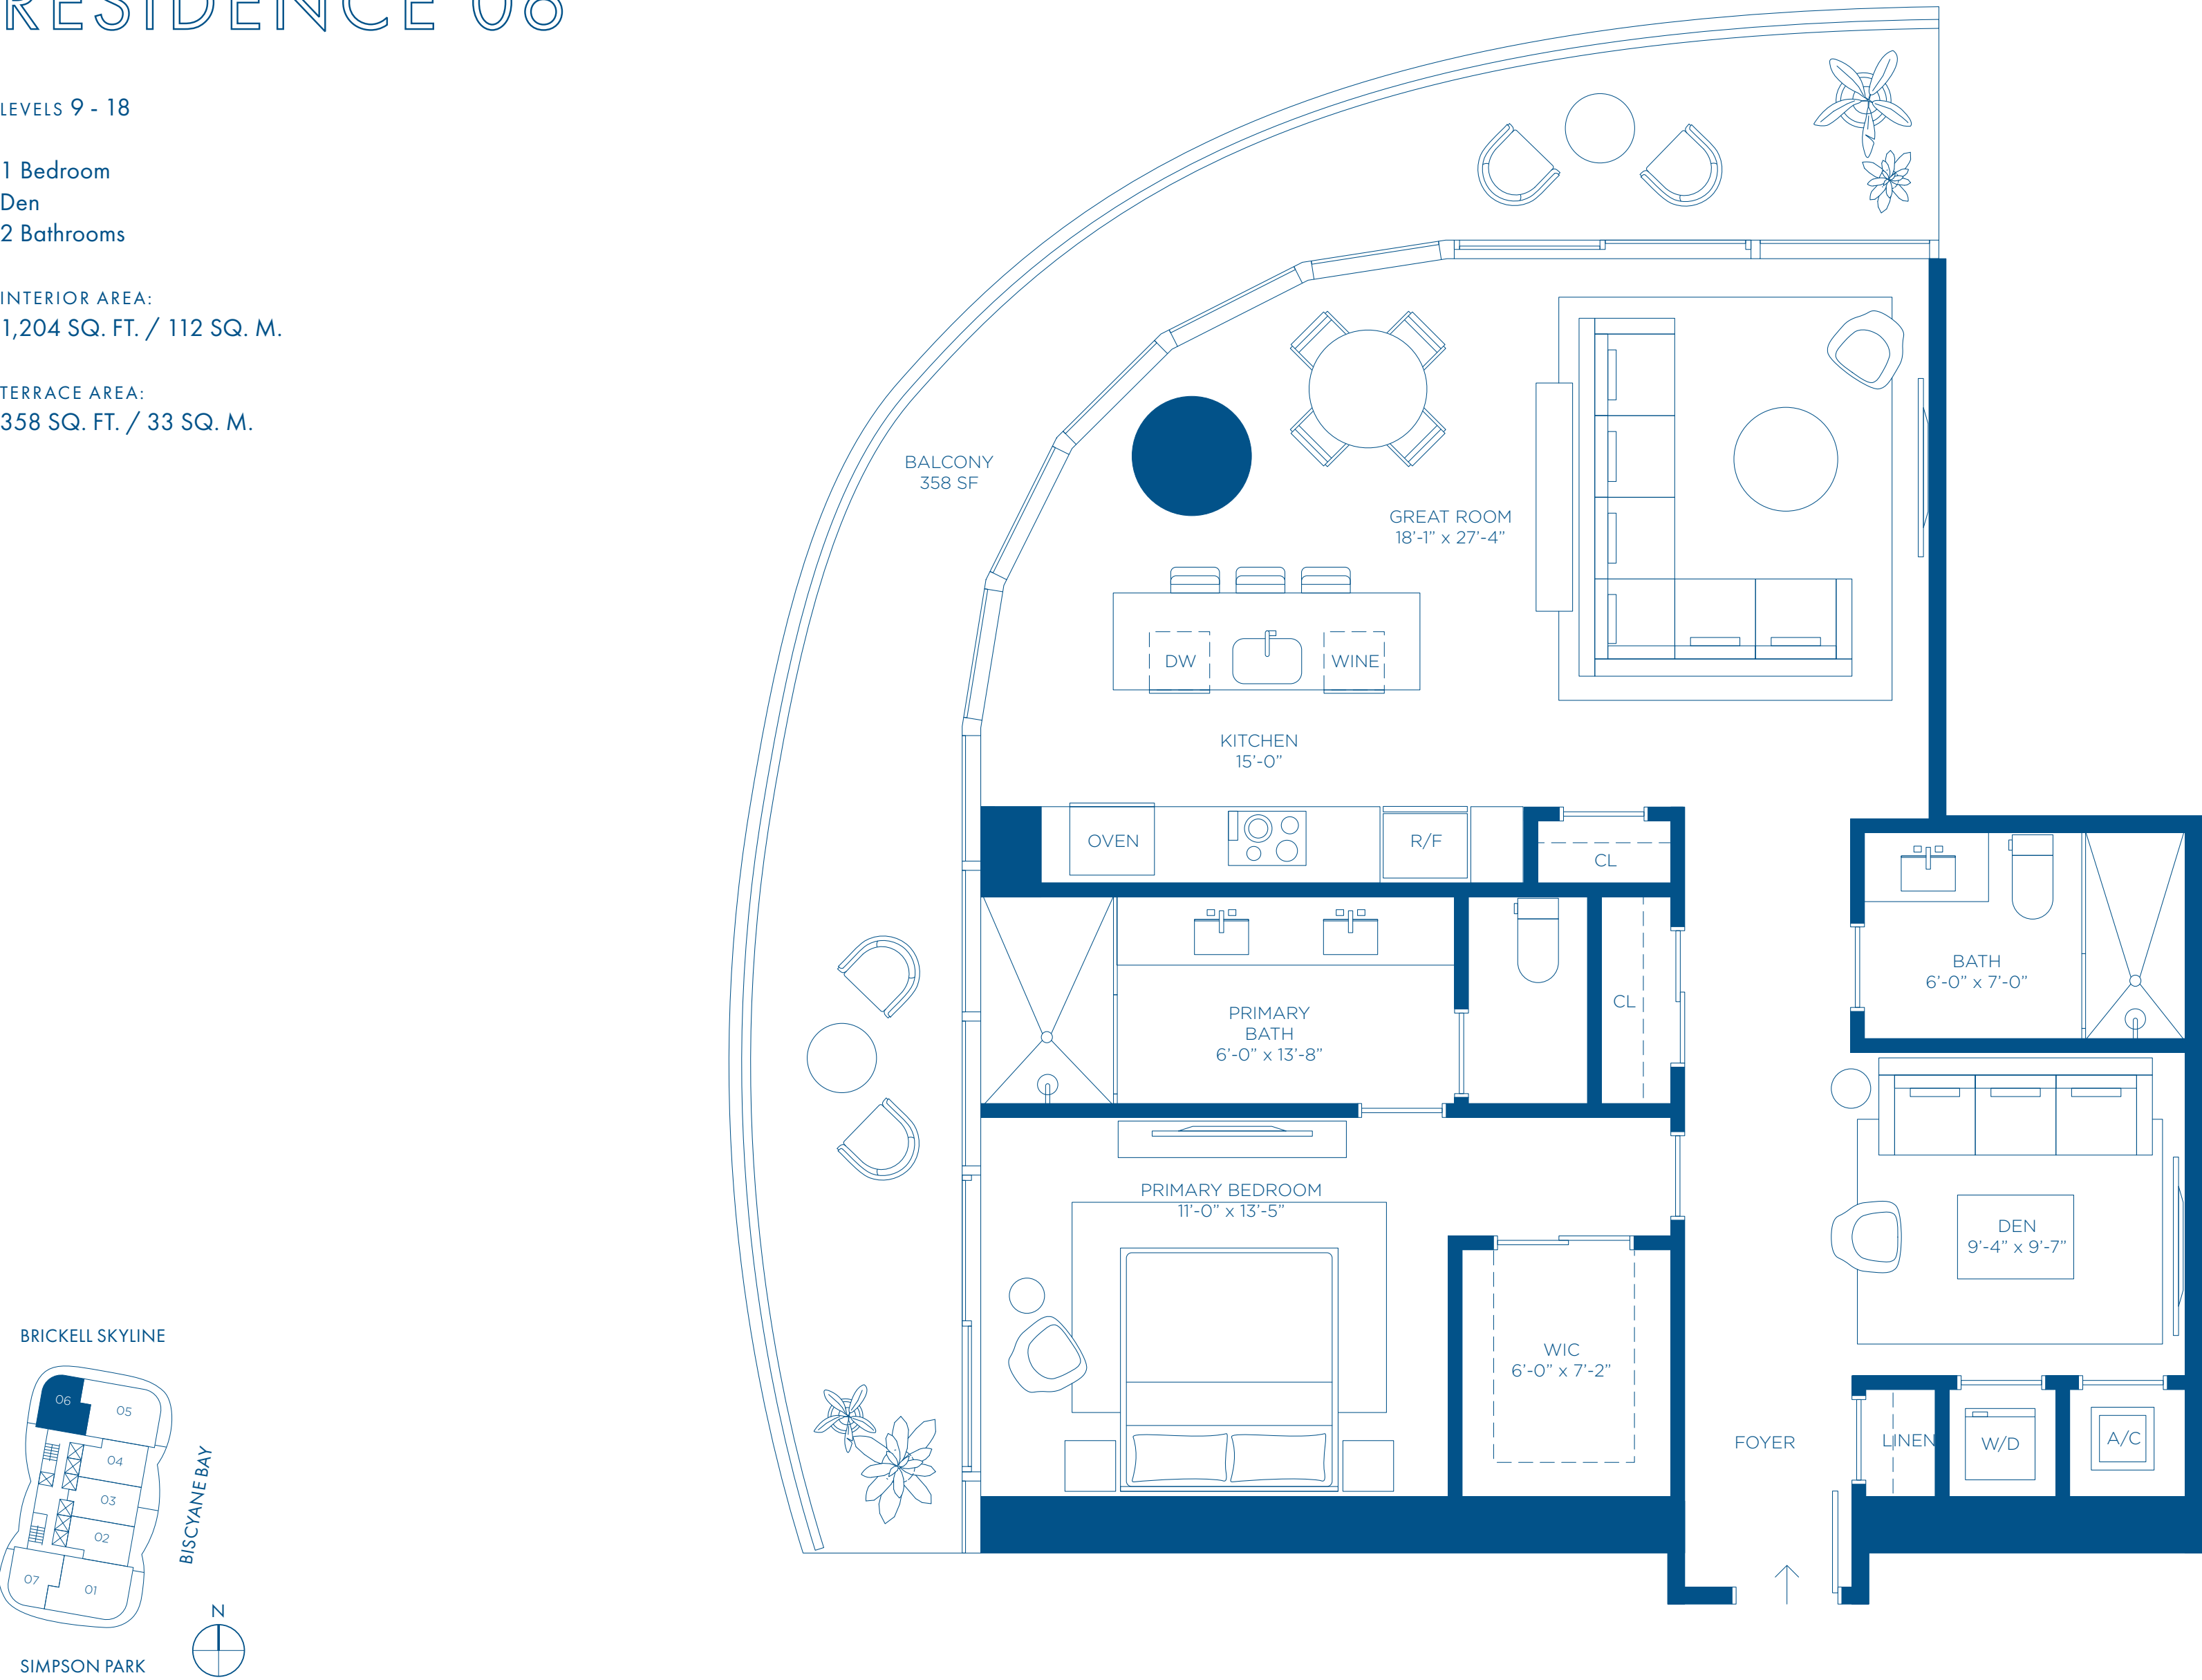 RESIDENCE 06
LEVELS 9 - 18
1 Bedroom
Den
2 Bathrooms
INTERIOR AREA:
1,204 SQ. FT. / 112 SQ. M.
TERRACE AREA:
358 SQ. FT. / 33 SQ. M.
BALCONY
358 SF
GREAT ROOM
18'-1” x 27'-4”
DW
WINE
KITCHEN
15'-0”
OVEN
R/F
CL
CL
PRIMARY
BATH
6'-0” x 13'-8”
BATH
6'-0” x 7'-0”
PRIMARY BEDROOM
11'-0” x 13'-5”
DEN
9'-4” x 9'-7”
WIC
6'-0” x 7'-2”
FOYER
LINEN
W/D
A/C
BRICKELL SKYLINE
06
05
04
03
02
07
01
BISCYANE BAY
N
SIMPSON PARK